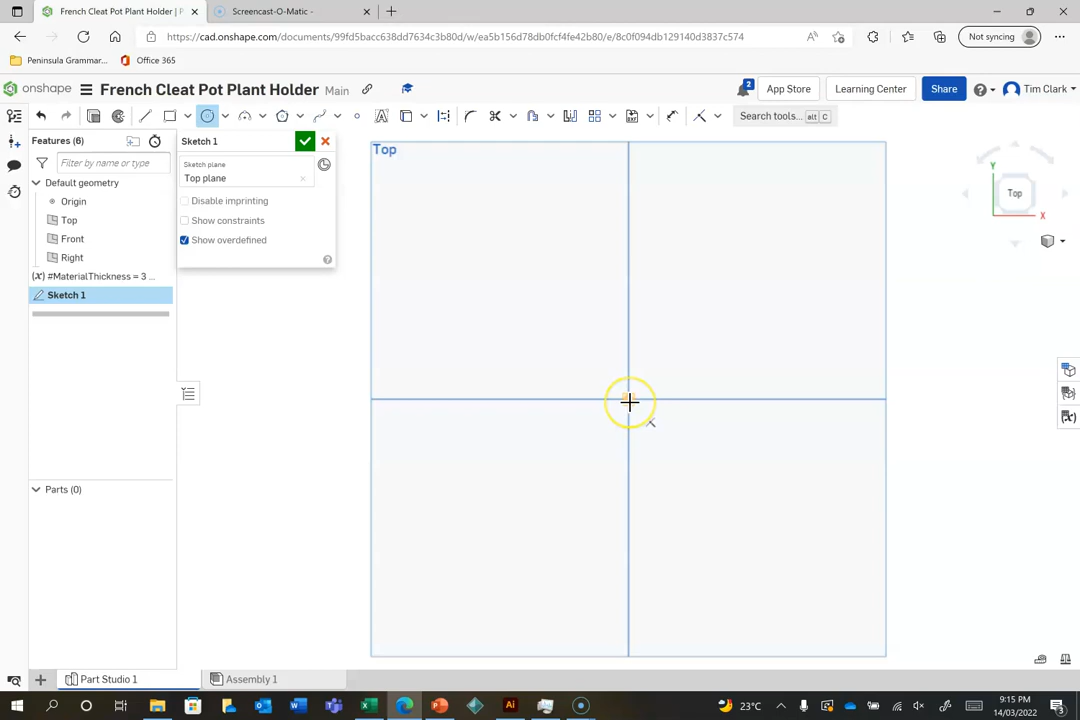 French Cleat Pot Plant Holder | P
Screencast-O-Matic -
https://cad.onshape.com/documents/99fd5bacc638dd7634c3b80d/w/ea5b156d78db0fcf4fe42b80/e/8c0f094db129140d3837c574
Not syncing
Peninsula Grammar...
Office 365
onshape
French Cleat Pot Plant Holder
Main
2
App Store
Learning Center
Share
Tim Clark
Search tools...
alt
C
Features (6)
Filter by name or type
Default geometry
Origin
Top
Front
Right
(x) #MaterialThickness = 3 ...
Sketch 1
Parts (0)
Sketch 1
Sketch plane
Top plane
Disable imprinting
Show constraints
Show overdefined
Top
Y
Top
X
Part Studio 1
Assembly 1
23°C
9:15 PM
14/03/2022
3